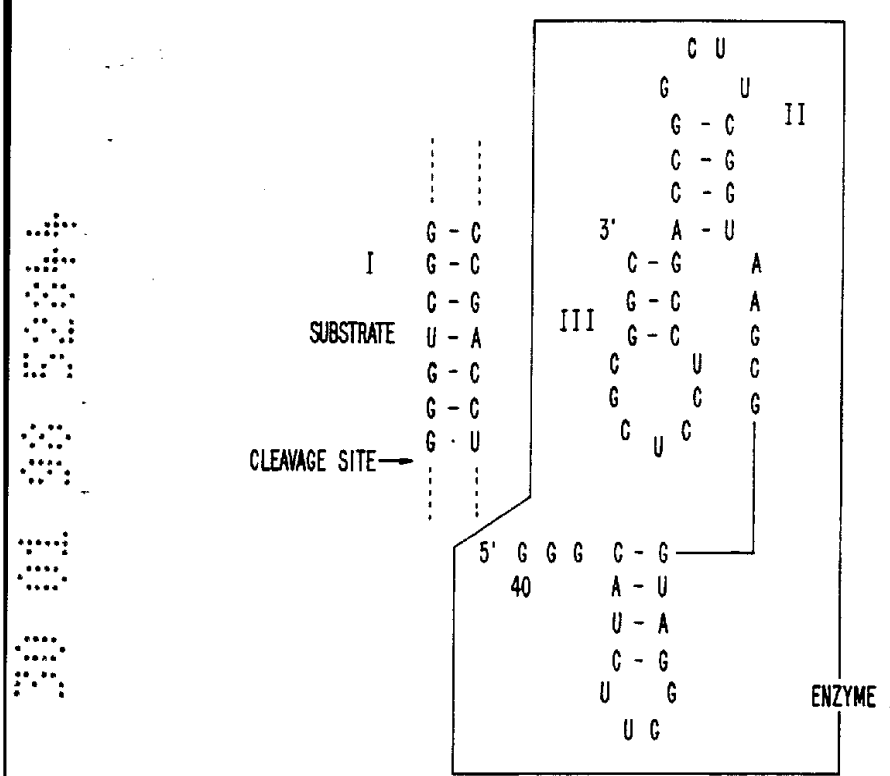 C U
G U
G - C II
C - G
C - G
G - C 3' A - U
I G - C C - G A
C - G G - C A
SUBSTRATE U - A III G - C G
G - C C U C
G - C G C G
G · U C U C
CLEAVAGE SITE
5' G G G C - G
40 A - U
U - A
C - G
U G ENZYME
U G